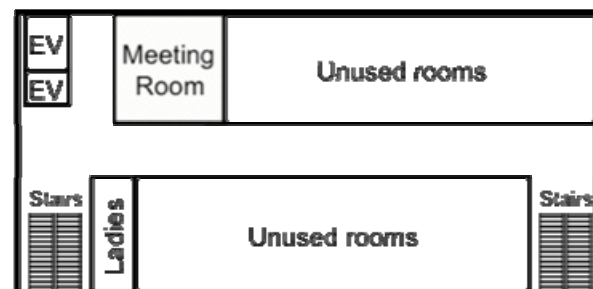 EV
Meeting
Room
Unused rooms
EV
Stairs
Stairs
Ladies
Unused rooms